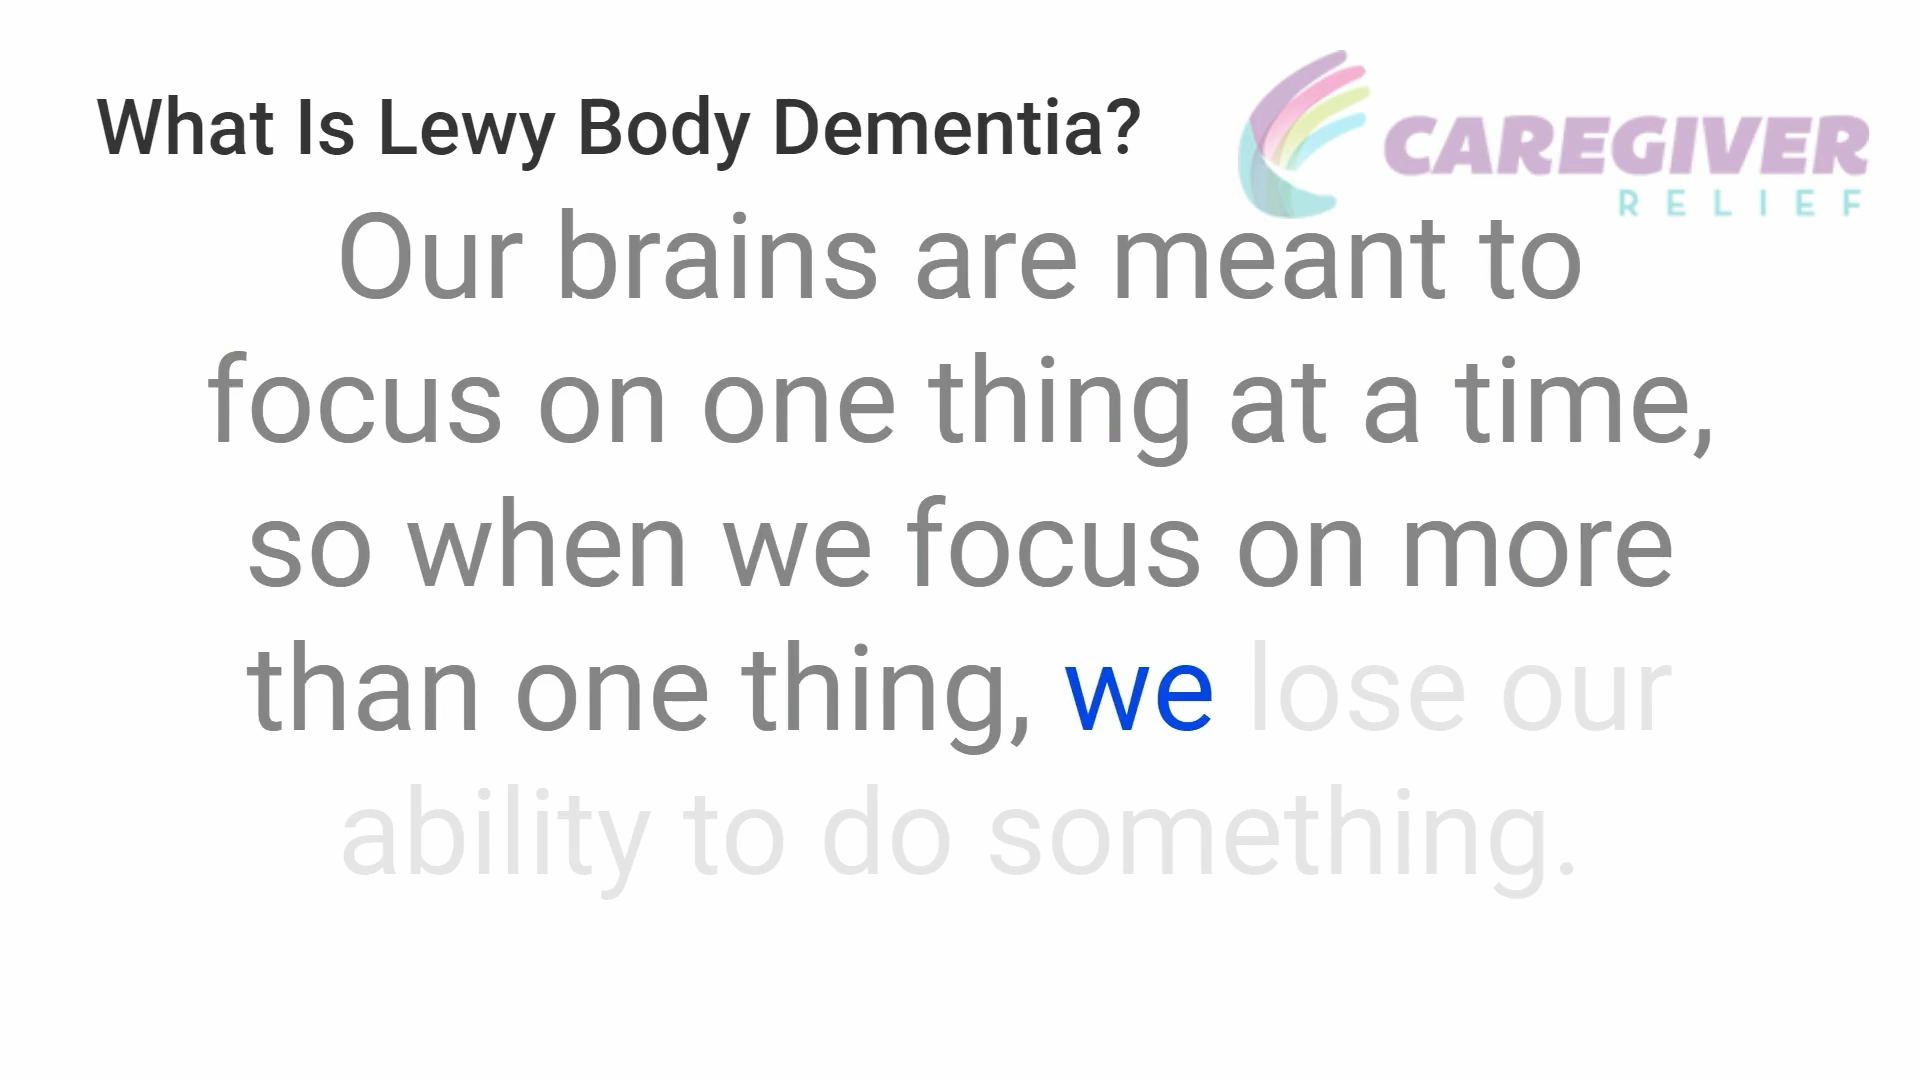 What Is Lewy Body Dementia?
CAREGIVER
RELIEF
Our brains are meant to
focus on one thing at a time,
so when we focus on more
than one thing, we lose our
ability to do something.